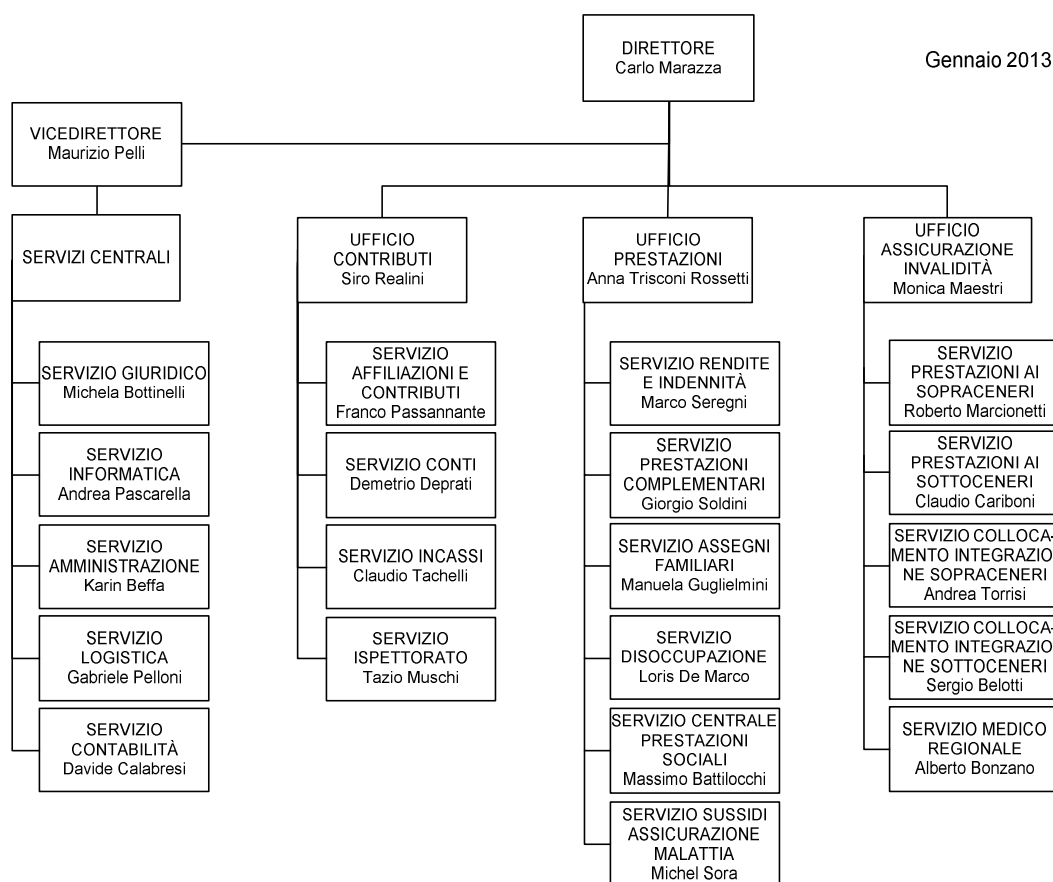 DIRETTORE
Carlo Marazza
Gennaio 2013
VICEDIRETTORE
Maurizio Pelli
SERVIZI CENTRALI
UFFICIO
CONTRIBUTI
Siro Realini
UFFICIO
PRESTAZIONI
Anna Trisconi Rossetti
UFFICIO
ASSICURAZIONE
INVALIDITÀ
Monica Maestri
SERVIZIO GIURIDICO
Michela Bottinelli
SERVIZIO
INFORMATICA
Andrea Pascarella
SERVIZIO
AMMINISTRAZIONE
Karin Beffa
SERVIZIO
LOGISTICA
Gabriele Pelloni
SERVIZIO
CONTABILITÀ
Davide Calabresi
SERVIZIO
AFFILIAZIONI E
CONTRIBUTI
Franco Passannante
SERVIZIO CONTI
Demetrio Deprati
SERVIZIO INCASSI
Claudio Tachelli
SERVIZIO
ISPETTORATO
Tazio Muschi
SERVIZIO RENDITE
E INDENNITÀ
Marco Seregni
SERVIZIO
PRESTAZIONI
COMPLEMENTARI
Giorgio Soldini
SERVIZIO ASSEGNI
FAMILIARI
Manuela Guglielmini
SERVIZIO
DISOCCUPAZIONE
Loris De Marco
SERVIZIO CENTRALE
PRESTAZIONI
SOCIALI
Massimo Battilocchi
SERVIZIO SUSSIDI
ASSICURAZIONE
MALATTIA
Michel Sora
SERVIZIO
PRESTAZIONI AI
SOPRACENERI
Roberto Marcionetti
SERVIZIO
PRESTAZIONI AI
SOTTOCENERI
Claudio Cariboni
SERVIZIO COLLOCA-
MENTO INTEGRAZIO-
NE SOPRACENERI
Andrea Torrisi
SERVIZIO COLLOCA-
MENTO INTEGRAZIO-
NE SOTTOCENERI
Sergio Belotti
SERVIZIO MEDICO
REGIONALE
Alberto Bonzano